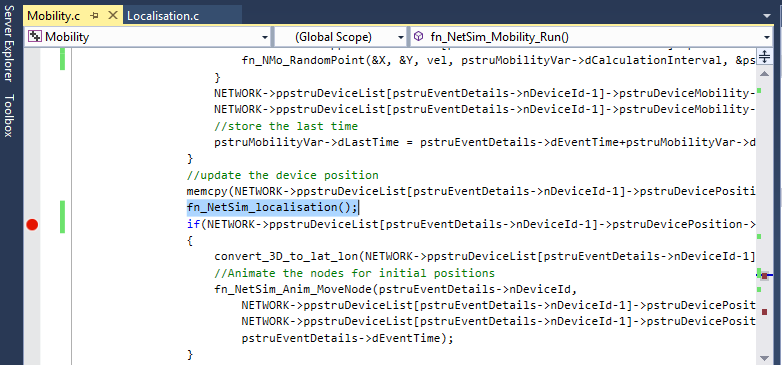 Server Explorer
Toolbox
Mobility.c
Localisation.c
Mobility
(Global Scope)
fn_NetSim_Mobility_Run()
fn_NMo_RandomPoint(&X, &Y, vel, pstruMobilityVar->dCalculationInterval, &ps
}
NETWORK->ppstruDeviceList[pstruEventDetails->nDeviceId-1]->pstruDeviceMobility-
NETWORK->ppstruDeviceList[pstruEventDetails->nDeviceId-1]->pstruDeviceMobility-
//store the last time
pstruMobilityVar->dLastTime = pstruEventDetails->dEventTime+pstruMobilityVar->d
}
//update the device position
memcpy(NETWORK->ppstruDeviceList[pstruEventDetails->nDeviceId-1]->pstruDevicePositi
fn_NetSim_localisation();
if(NETWORK->ppstruDeviceList[pstruEventDetails->nDeviceId-1]->pstruDevicePosition->
{
convert_3D_to_lat_lon(NETWORK->ppstruDeviceList[pstruEventDetails->nDeviceId-1]
//Animate the nodes for initial positions
fn_NetSim_Anim_MoveNode(pstruEventDetails->nDeviceId,
NETWORK->ppstruDeviceList[pstruEventDetails->nDeviceId-1]->pstruDevicePosit
NETWORK->ppstruDeviceList[pstruEventDetails->nDeviceId-1]->pstruDevicePosit
pstruEventDetails->dEventTime);
}